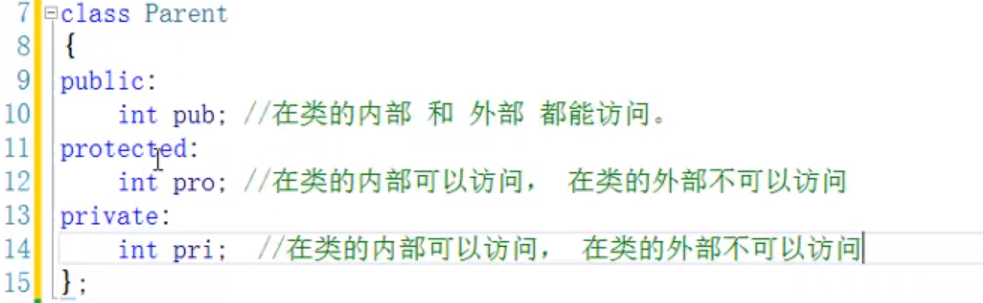 7 class Parent
8 {
9 public:
10 int pub; //在类的内部 和 外部 都能访问。
11 protected:
12 int pro; //在类的内部可以访问， 在类的外部不可以访问
13 private:
14 int pri; //在类的内部可以访问， 在类的外部不可以访问
15 };